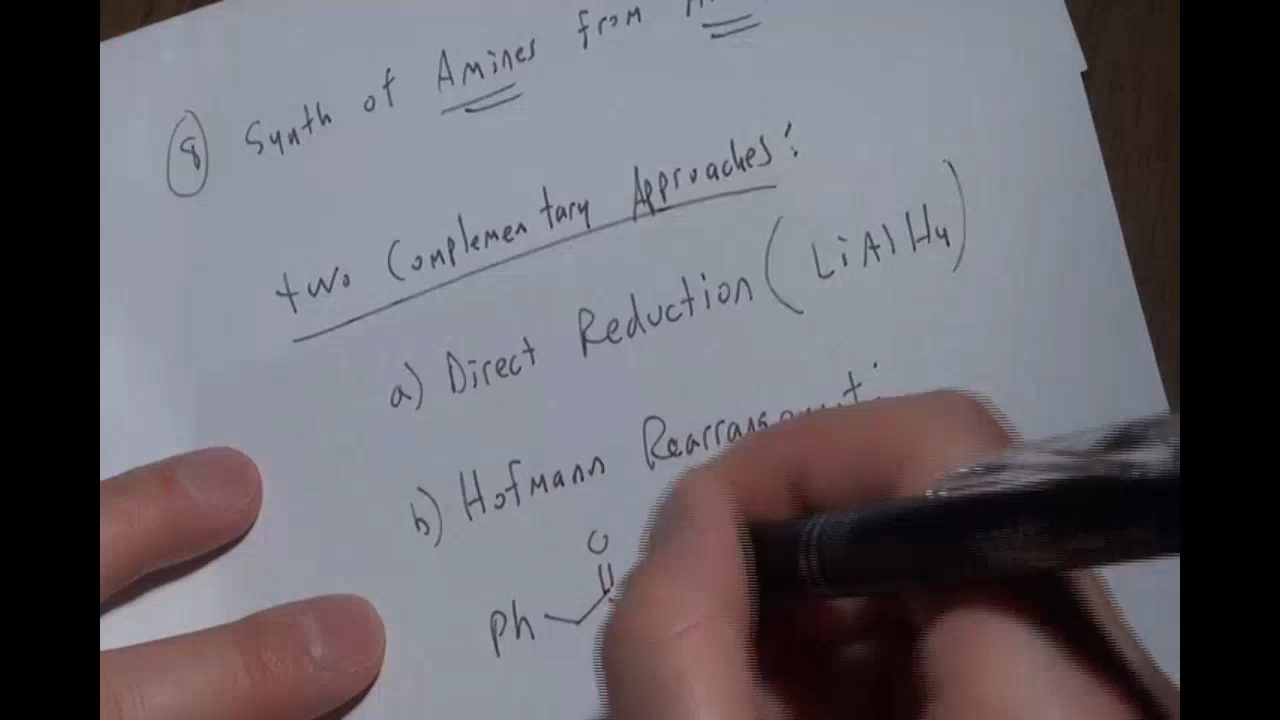 8 Synth of Amines from
two Complementary Approaches:
a) Direct Reduction (LiAlH4)
b) Hofmann
O
Ph